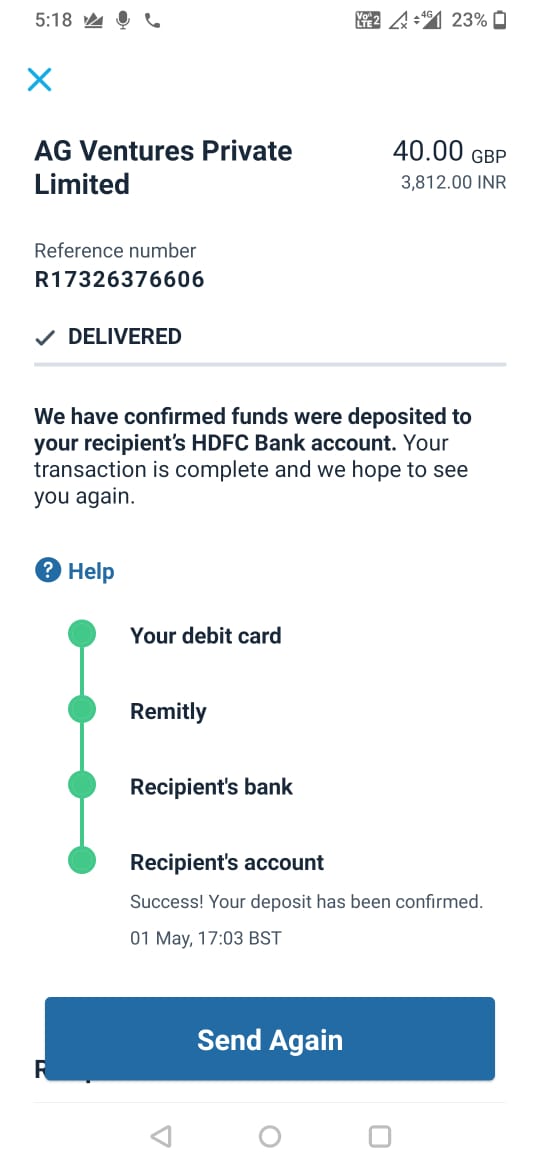 5:18
VoA LTE 2 4G 23%
AG Ventures Private
Limited
40.00 GBP
3,812.00 INR
Reference number
R17326376606
DELIVERED
We have confirmed funds were deposited to
your recipient’s HDFC Bank account. Your
transaction is complete and we hope to see
you again.
? Help
Your debit card
Remitly
Recipient's bank
Recipient's account
Success! Your deposit has been confirmed.
01 May, 17:03 BST
Send Again